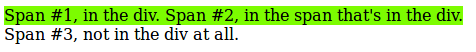 Span #1, in the div. Span #2, in the span that's in the div.
Span #3, not in the div at all.